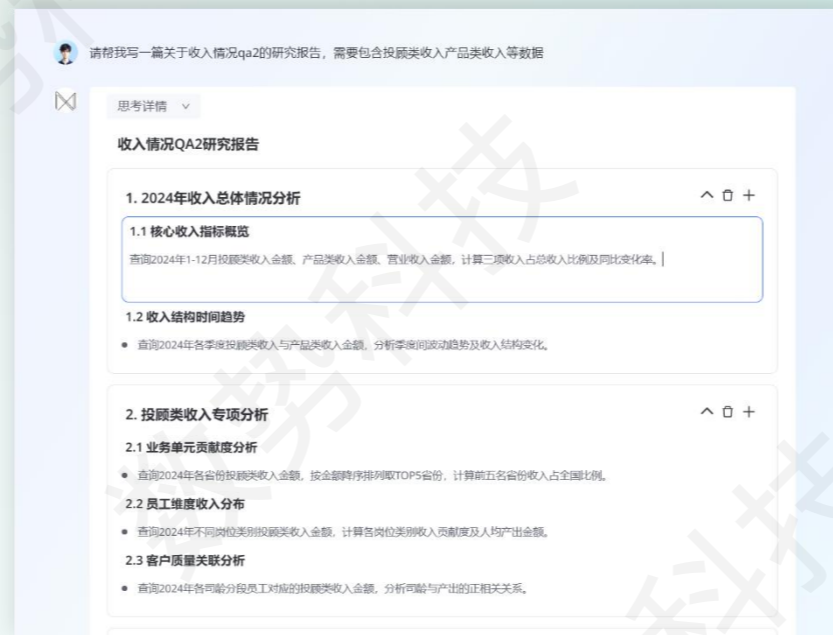 请帮我写一篇关于收入情况qa2的研究报告，需要包含投顾类收入产品类收入等数据
思考详情
收入情况QA2研究报告
1. 2024年收入总体情况分析
1.1 核心收入指标概览
查询2024年1-12月投顾类收入金额、产品类收入金额、营业收入金额，计算三项收入占总收入比例及同比变化率。
1.2 收入结构时间趋势
查询2024年各季度投顾类收入与产品类收入金额，分析季度间波动趋势及收入结构变化。
2. 投顾类收入专项分析
2.1 业务单元贡献度分析
查询2024年各省份投顾类收入金额，按金额降序排列取TOP5省份，计算前五名省份收入占全国比例。
2.2 员工维度收入分布
查询2024年不同岗位类别投顾类收入金额，计算各岗位类别收入贡献度及人均产出金额。
2.3 客户质量关联分析
查询2024年各司龄分段员工对应的投顾类收入金额，分析司龄与产出的正相关关系。
数势科技
科技